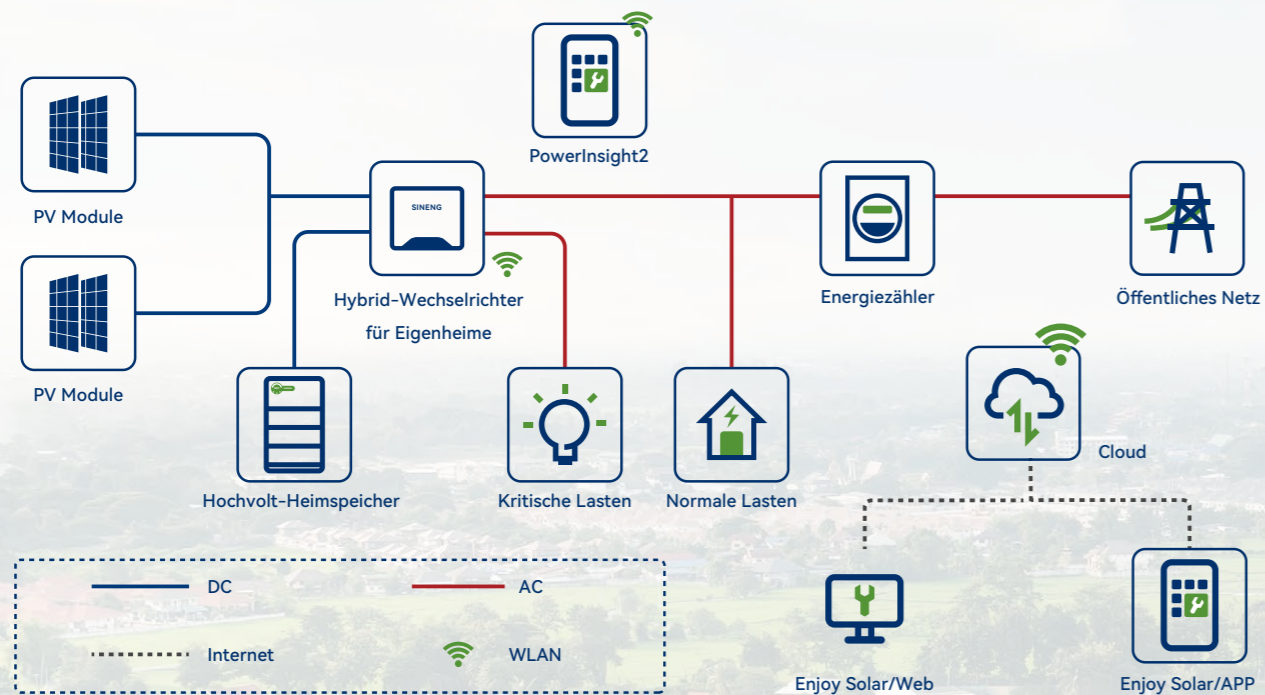 PowerInsight2
PV Module
SINENG
Hybrid-Wechselrichter
für Eigenheime
Energiezähler
Öffentliches Netz
PV Module
Hochvolt-Heimspeicher
Kritische Lasten
Normale Lasten
Cloud
DC
AC
Internet
WLAN
Enjoy Solar/Web
Enjoy Solar/APP